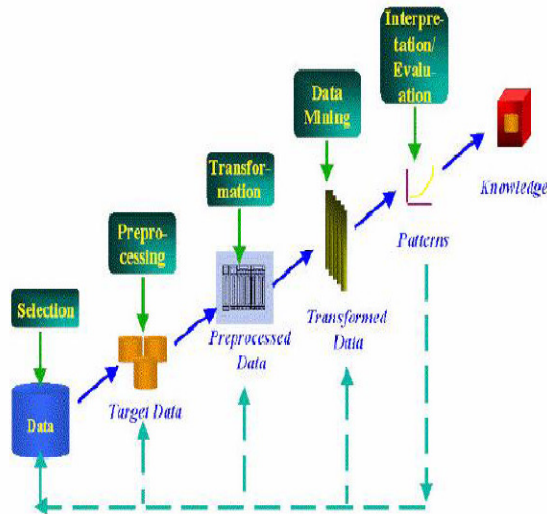 Interpre-
tation/
Evalu-
ation
Data
Mining
Transfor-
mation
Knowledge
Prepro-
cessing
Patterns
Selection
Transformed
Data
Preprocessed
Data
Target Data
Data